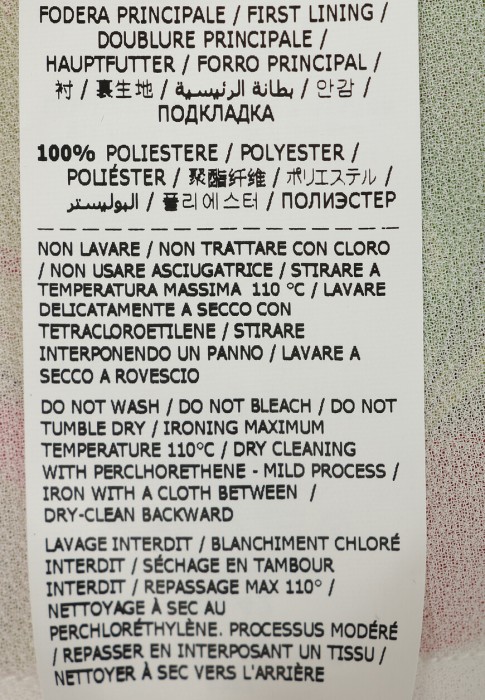 FODERA PRINCIPALE / FIRST LINING /
DOUBLURE PRINCIPALE /
HAUPTFUTTER / FORRO PRINCIPAL /
衬 / 裏生地 / بطانة الرئيسية / 안감 /
ПОДКЛАДКА
100% POLIESTERE / POLYESTER /
POLIÉSTER / 聚酯纤维 / ポリエステル /
البوليستر / 폴리에스터 / ПОЛИЭСТЕР
NON LAVARE / NON TRATTARE CON CLORO
/ NON USARE ASCIUGATRICE / STIRARE A
TEMPERATURA MASSIMA 110 °C / LAVARE
DELICATAMENTE A SECCO CON
TETRACLOROETILENE / STIRARE
INTERPONENDO UN PANNO / LAVARE A
SECCO A ROVESCIO
DO NOT WASH / DO NOT BLEACH / DO NOT
TUMBLE DRY / IRONING MAXIMUM
TEMPERATURE 110°C / DRY CLEANING
WITH PERCLHORETHENE - MILD PROCESS /
IRON WITH A CLOTH BETWEEN /
DRY-CLEAN BACKWARD
LAVAGE INTERDIT / BLANCHIMENT CHLORÉ
INTERDIT / SÉCHAGE EN TAMBOUR
INTERDIT / REPASSAGE MAX 110° /
NETTOYAGE À SEC AU
PERCHLORÉTHYLÈNE. PROCESSUS MODÉRÉ
/ REPASSER EN INTERPOSANT UN TISSU /
NETTOYER À SEC VERS L'ARRIÈRE